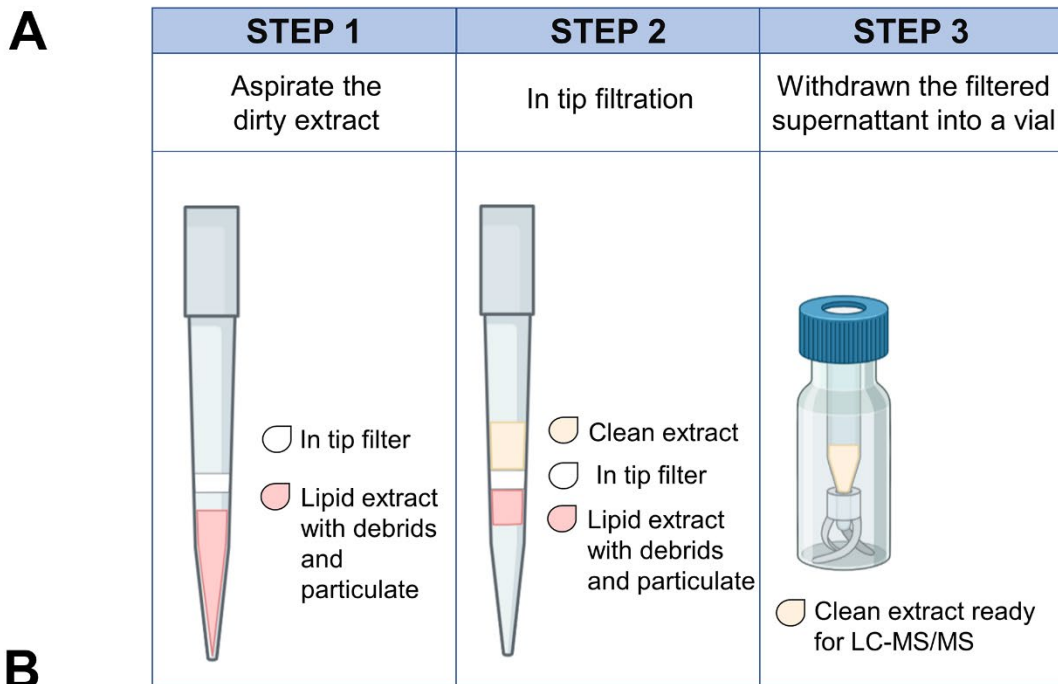 A
STEP 1
STEP 2
STEP 3
Aspirate the
dirty extract
In tip filtration
Withdrawn the filtered
supernattant into a vial
In tip filter
Lipid extract
with debrids
and
particulate
Clean extract
In tip filter
Lipid extract
with debrids
and particulate
Clean extract ready
for LC-MS/MS
B